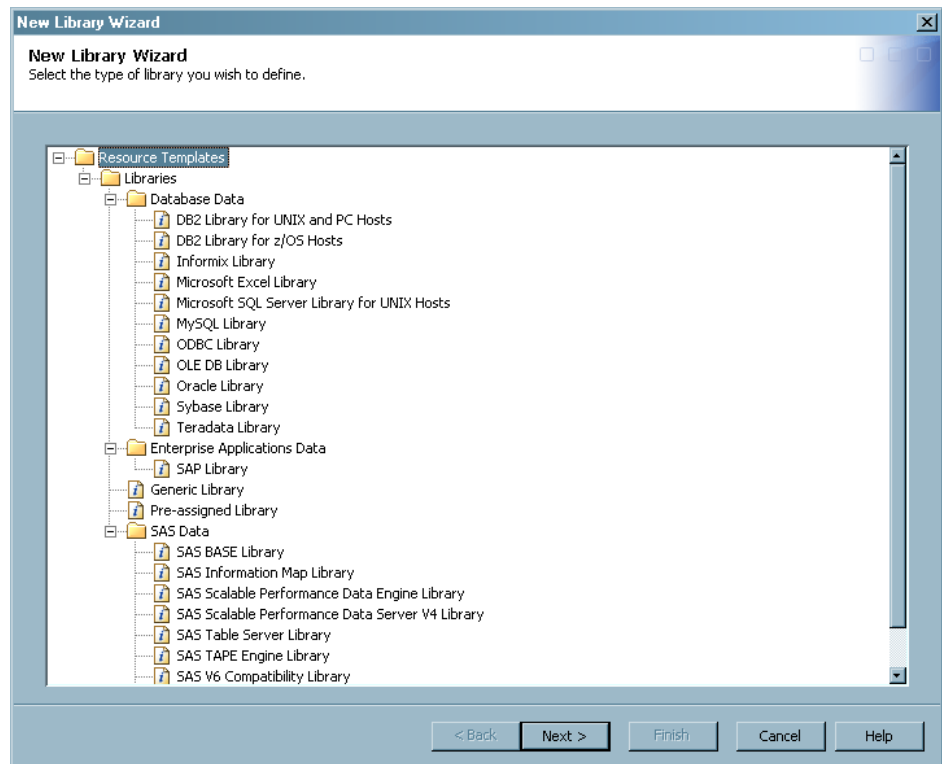 New Library Wizard
New Library Wizard
Select the type of library you wish to define.
Resource Templates
Libraries
Database Data
DB2 Library for UNIX and PC Hosts
DB2 Library for z/OS Hosts
Informix Library
Microsoft Excel Library
Microsoft SQL Server Library for UNIX Hosts
MySQL Library
ODBC Library
OLE DB Library
Oracle Library
Sybase Library
Teradata Library
Enterprise Applications Data
SAP Library
Generic Library
Pre-assigned Library
SAS Data
SAS BASE Library
SAS Information Map Library
SAS Scalable Performance Data Engine Library
SAS Scalable Performance Data Server V4 Library
SAS Table Server Library
SAS TAPE Engine Library
SAS V6 Compatibility Library
< Back Next > Finish Cancel Help